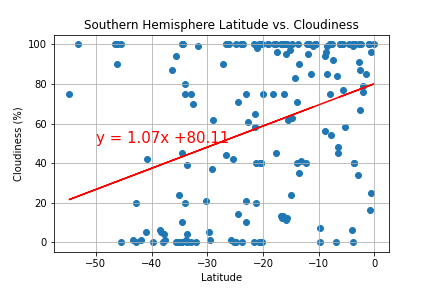 Southern Hemisphere Latitude vs. Cloudiness
100
80
60
40
20
0
Cloudiness (%)
y = 1.07x +80.11
−50 −40 −30 −20 −10 0
Latitude